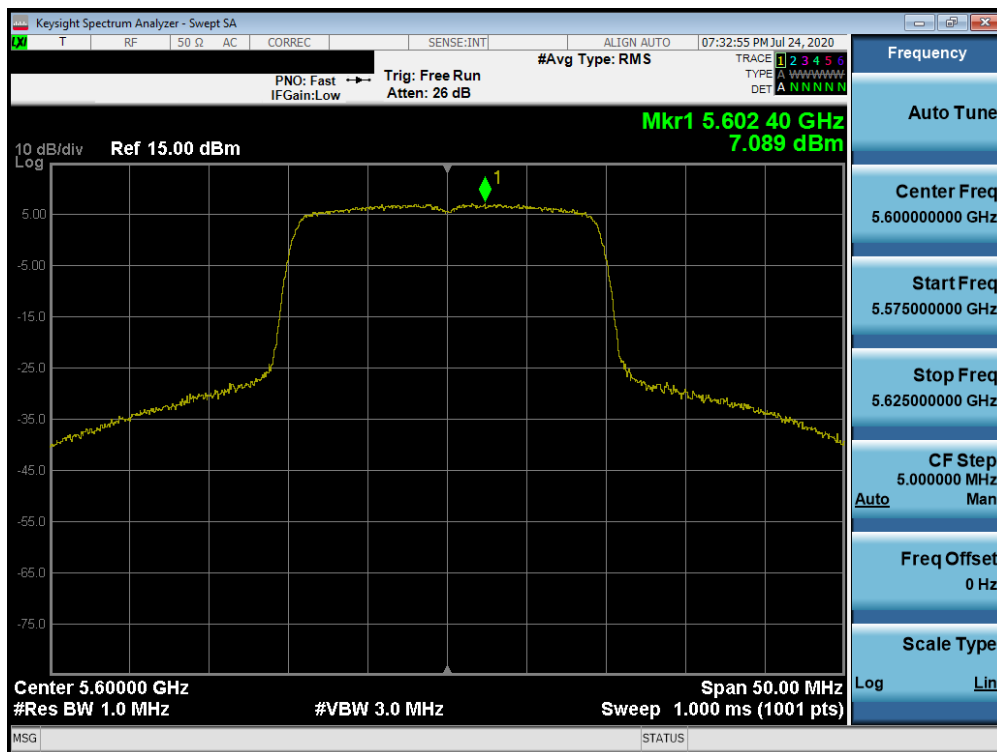 Keysight Spectrum Analyzer - Swept SA
LXI T RF 50 Ω AC CORREC SENSE:INT ALIGN AUTO 07:32:55 PM Jul 24, 2020
Frequency
#Avg Type: RMS
TRACE 1 2 3 4 5 6
PNO: Fast
Trig: Free Run
TYPE A W W W W W
IFGain:Low
Atten: 26 dB
DET A N N N N N
Auto Tune
Mkr1 5.602 40 GHz
7.089 dBm
10 dB/div
Log
Ref 15.00 dBm
1
5.00
-5.00
-15.0
-25.0
-35.0
-45.0
-55.0
-65.0
-75.0
Center Freq
5.600000000 GHz
Start Freq
5.575000000 GHz
Stop Freq
5.625000000 GHz
CF Step
5.000000 MHz
Auto Man
Freq Offset
0 Hz
Scale Type
Log Lin
Center 5.60000 GHz
Span 50.00 MHz
#Res BW 1.0 MHz
#VBW 3.0 MHz
Sweep 1.000 ms (1001 pts)
MSG
STATUS